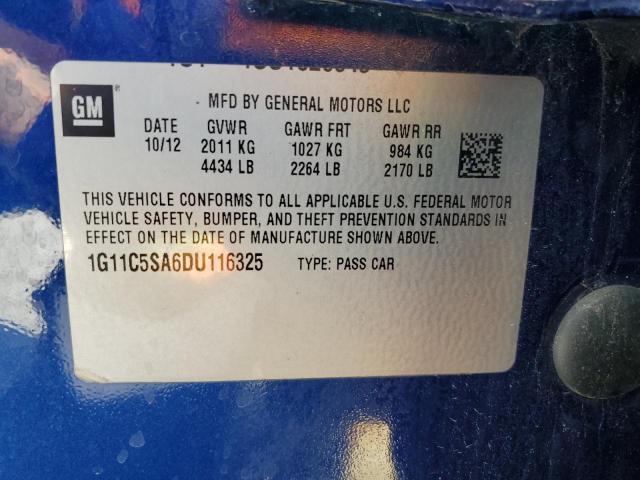 GM
MFD BY GENERAL MOTORS LLC
DATE GVWR GAWR FRT GAWR RR
10/12 2011 KG 1027 KG 984 KG
4434 LB 2264 LB 2170 LB
THIS VEHICLE CONFORMS TO ALL APPLICABLE U.S. FEDERAL MOTOR
VEHICLE SAFETY, BUMPER, AND THEFT PREVENTION STANDARDS IN
EFFECT ON THE DATE OF MANUFACTURE SHOWN ABOVE.
1G11C5SA6DU116325 TYPE: PASS CAR